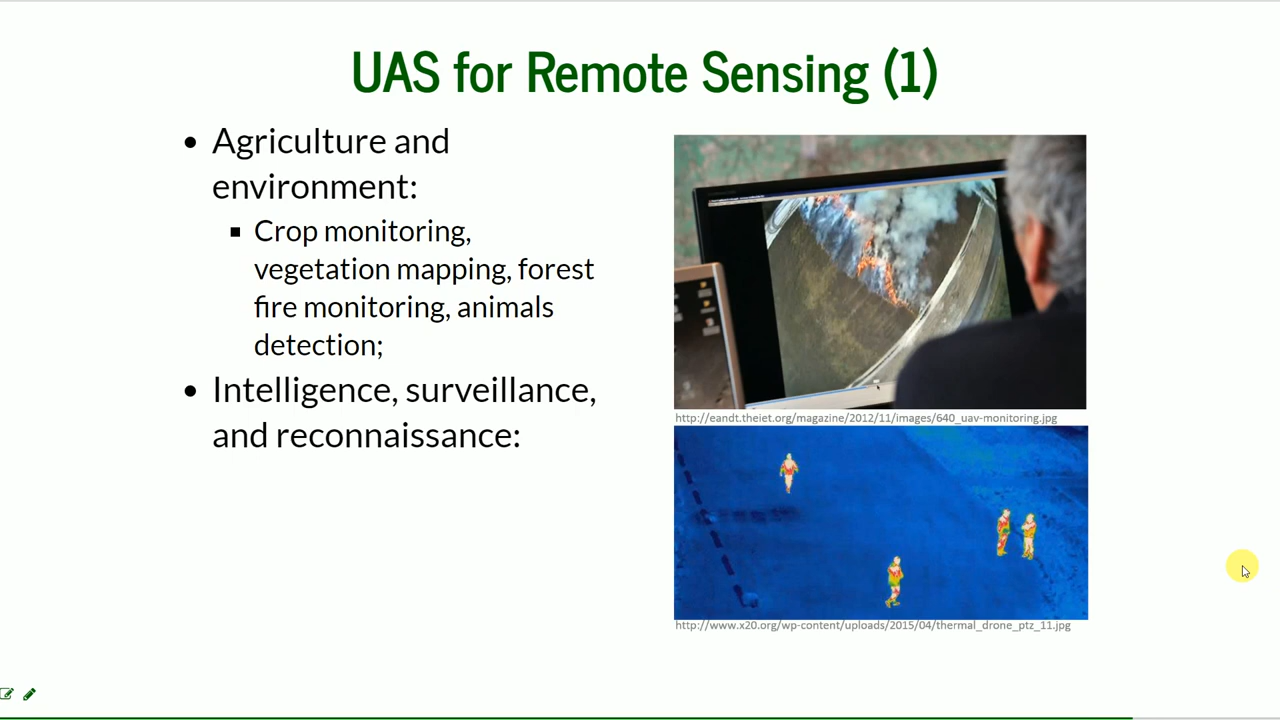 UAS for Remote Sensing (1)
• Agriculture and
environment:
▪ Crop monitoring,
vegetation mapping, forest
fire monitoring, animals
detection;
• Intelligence, surveillance,
and reconnaissance:
http://eandt.theiet.org/magazine/2012/11/images/640_uav-monitoring.jpg
http://www.x20.org/wp-content/uploads/2015/04/thermal_drone_ptz_11.jpg